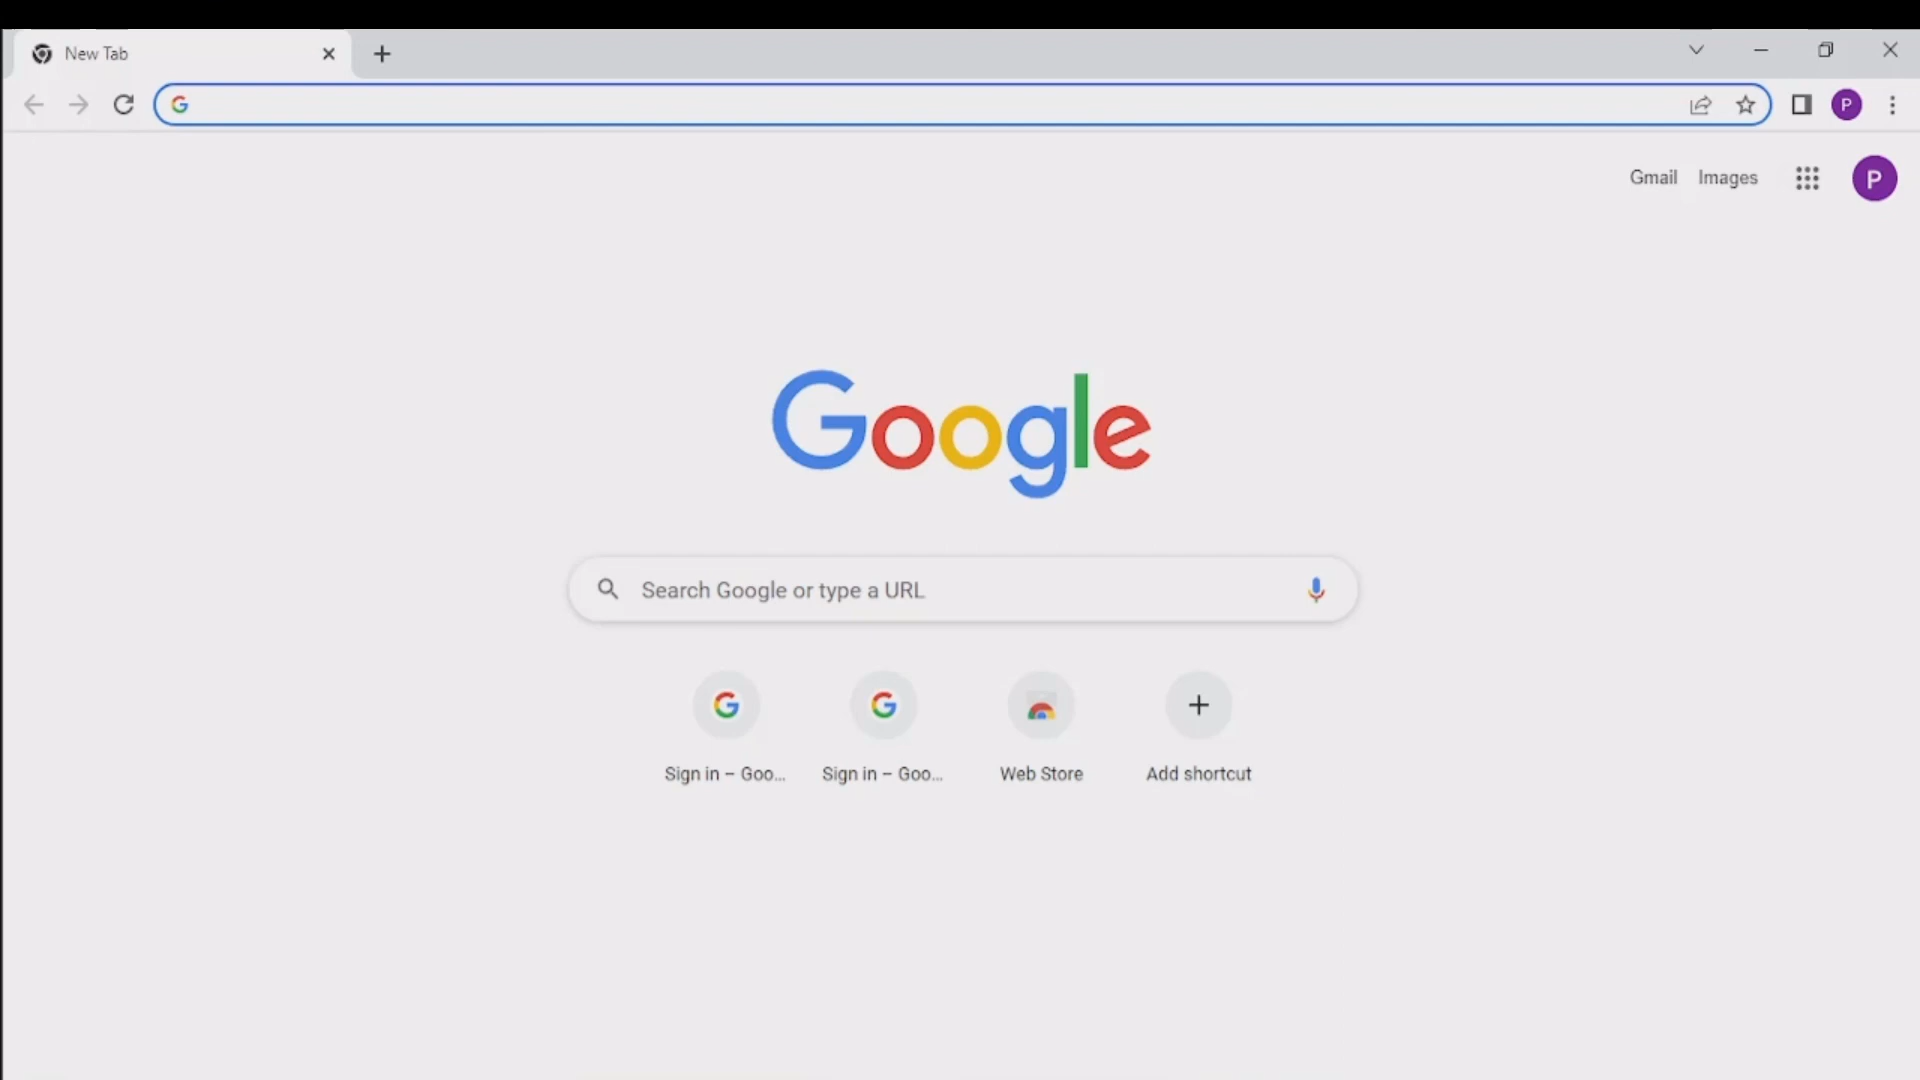 New Tab
P
Gmail Images
P
Google
Search Google or type a URL
Sign in – Goo... Sign in – Goo... Web Store Add shortcut